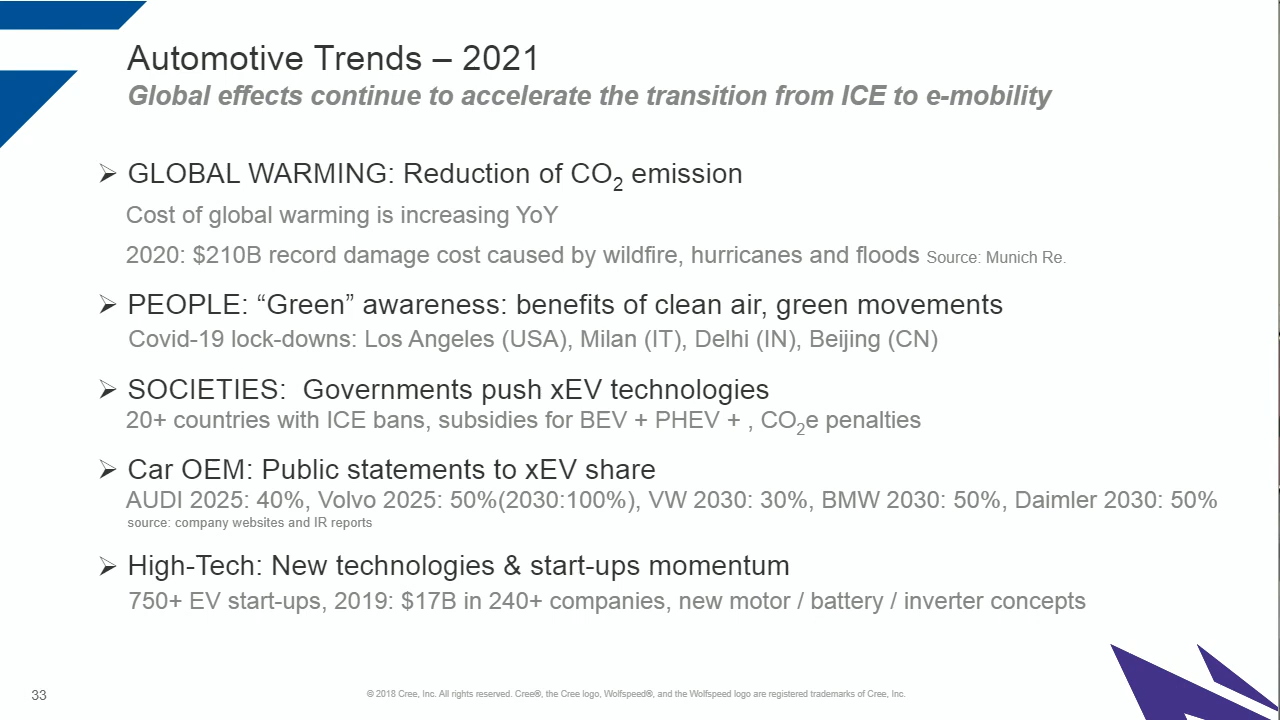 Automotive Trends – 2021
Global effects continue to accelerate the transition from ICE to e-mobility
➢ GLOBAL WARMING: Reduction of CO₂ emission
Cost of global warming is increasing YoY
2020: $210B record damage cost caused by wildfire, hurricanes and floods Source: Munich Re.
➢ PEOPLE: “Green” awareness: benefits of clean air, green movements
Covid-19 lock-downs: Los Angeles (USA), Milan (IT), Delhi (IN), Beijing (CN)
➢ SOCIETIES:  Governments push xEV technologies
20+ countries with ICE bans, subsidies for BEV + PHEV + , CO₂e penalties
➢ Car OEM: Public statements to xEV share
AUDI 2025: 40%, Volvo 2025: 50%(2030:100%), VW 2030: 30%, BMW 2030: 50%, Daimler 2030: 50%
source: company websites and IR reports
➢ High-Tech: New technologies & start-ups momentum
750+ EV start-ups, 2019: $17B in 240+ companies, new motor / battery / inverter concepts
33
© 2018 Cree, Inc. All rights reserved. Cree®, the Cree logo, Wolfspeed®, and the Wolfspeed logo are registered trademarks of Cree, Inc.